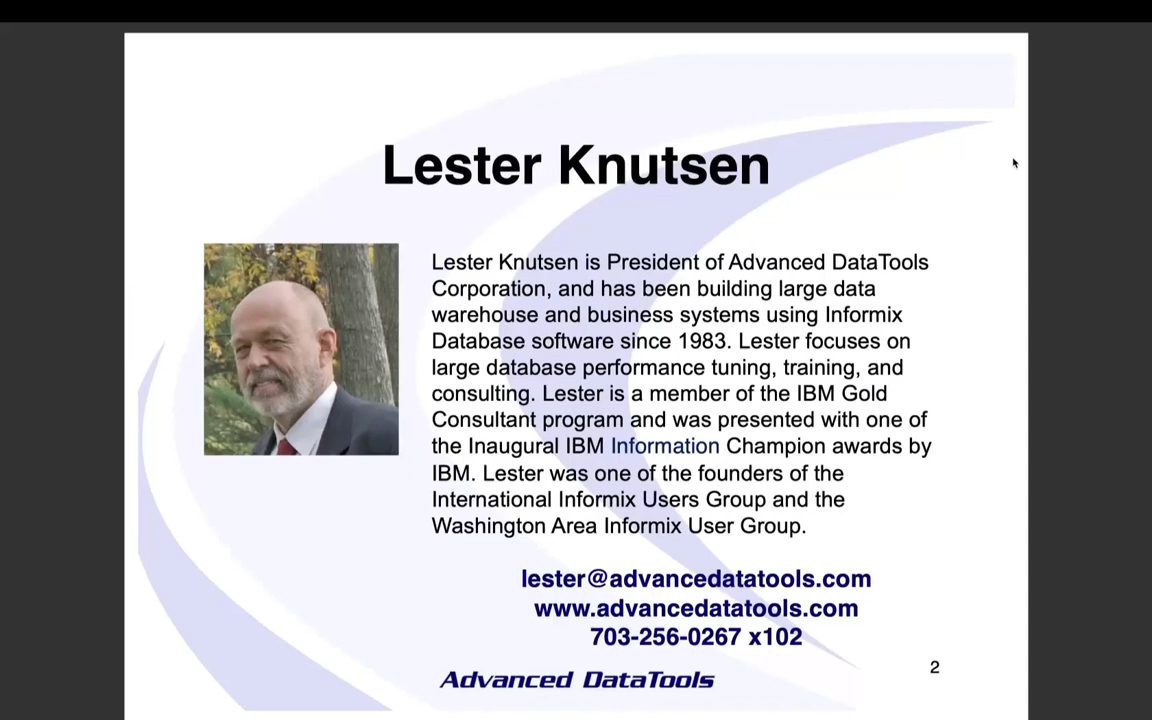 Lester Knutsen
Lester Knutsen is President of Advanced DataTools
Corporation, and has been building large data
warehouse and business systems using Informix
Database software since 1983. Lester focuses on
large database performance tuning, training, and
consulting. Lester is a member of the IBM Gold
Consultant program and was presented with one of
the Inaugural IBM Information Champion awards by
IBM. Lester was one of the founders of the
International Informix Users Group and the
Washington Area Informix User Group.
lester@advancedatatools.com
www.advancedatatools.com
703-256-0267 x102
2
Advanced DataTools